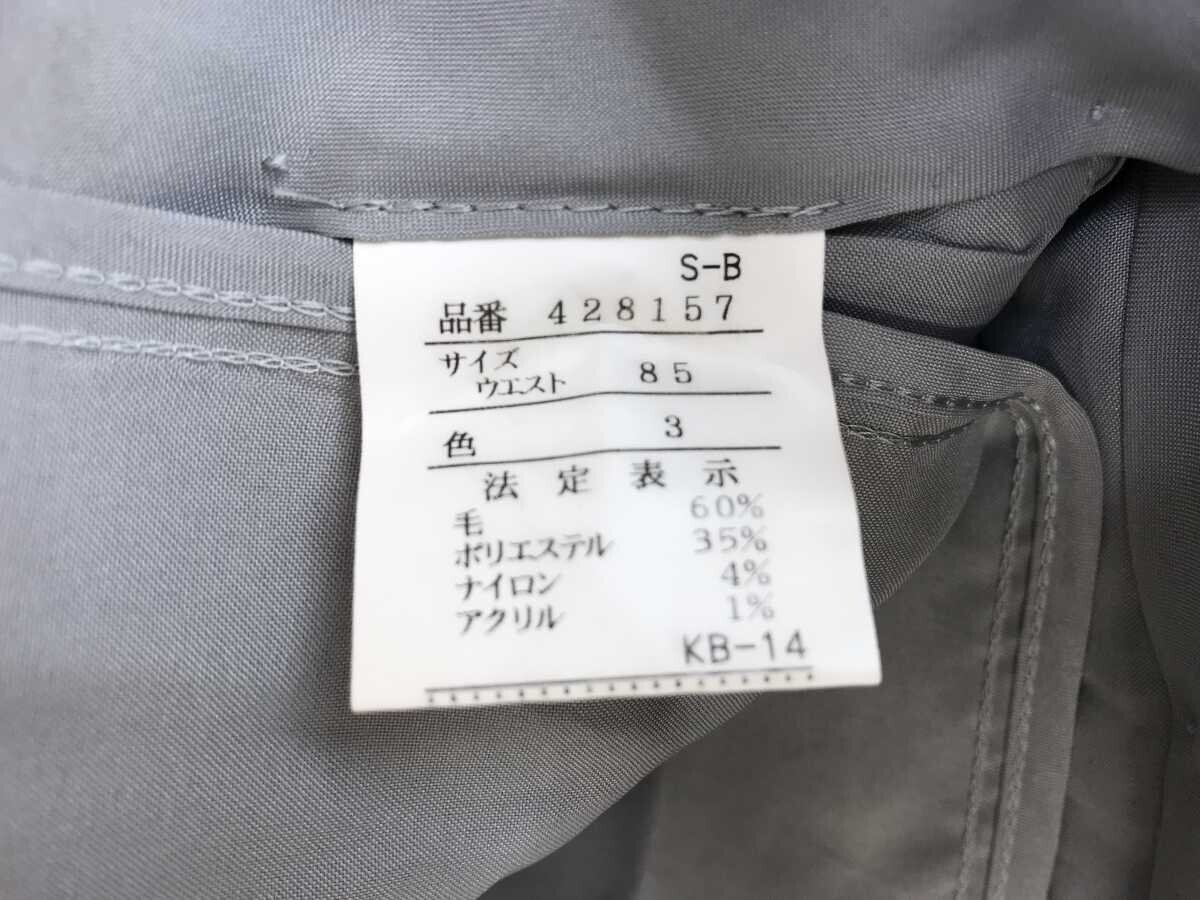 S-B
品番 428157
サイズ
ウエスト 85
色 3
法定表示
毛 60%
ポリエステル 35%
ナイロン 4%
アクリル 1%
KB-14